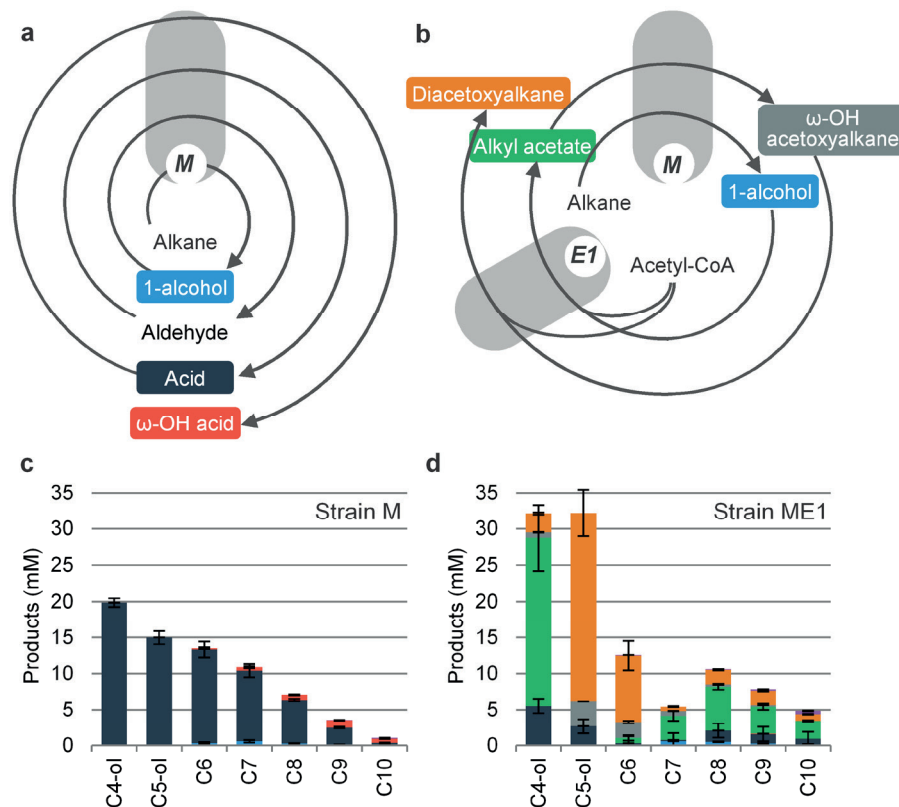 a
M
Alkane
1-alcohol
Aldehyde
Acid
ω-OH acid
b
Diacetoxyalkane
Alkyl acetate
M
ω-OH
acetoxyalkane
Alkane
1-alcohol
E1
Acetyl-CoA
c
Strain M
Products (mM)
35
30
25
20
15
10
5
0
C4-ol
C5-ol
C6
C7
C8
C9
C10
d
Strain ME1
Products (mM)
35
30
25
20
15
10
5
0
C4-ol
C5-ol
C6
C7
C8
C9
C10